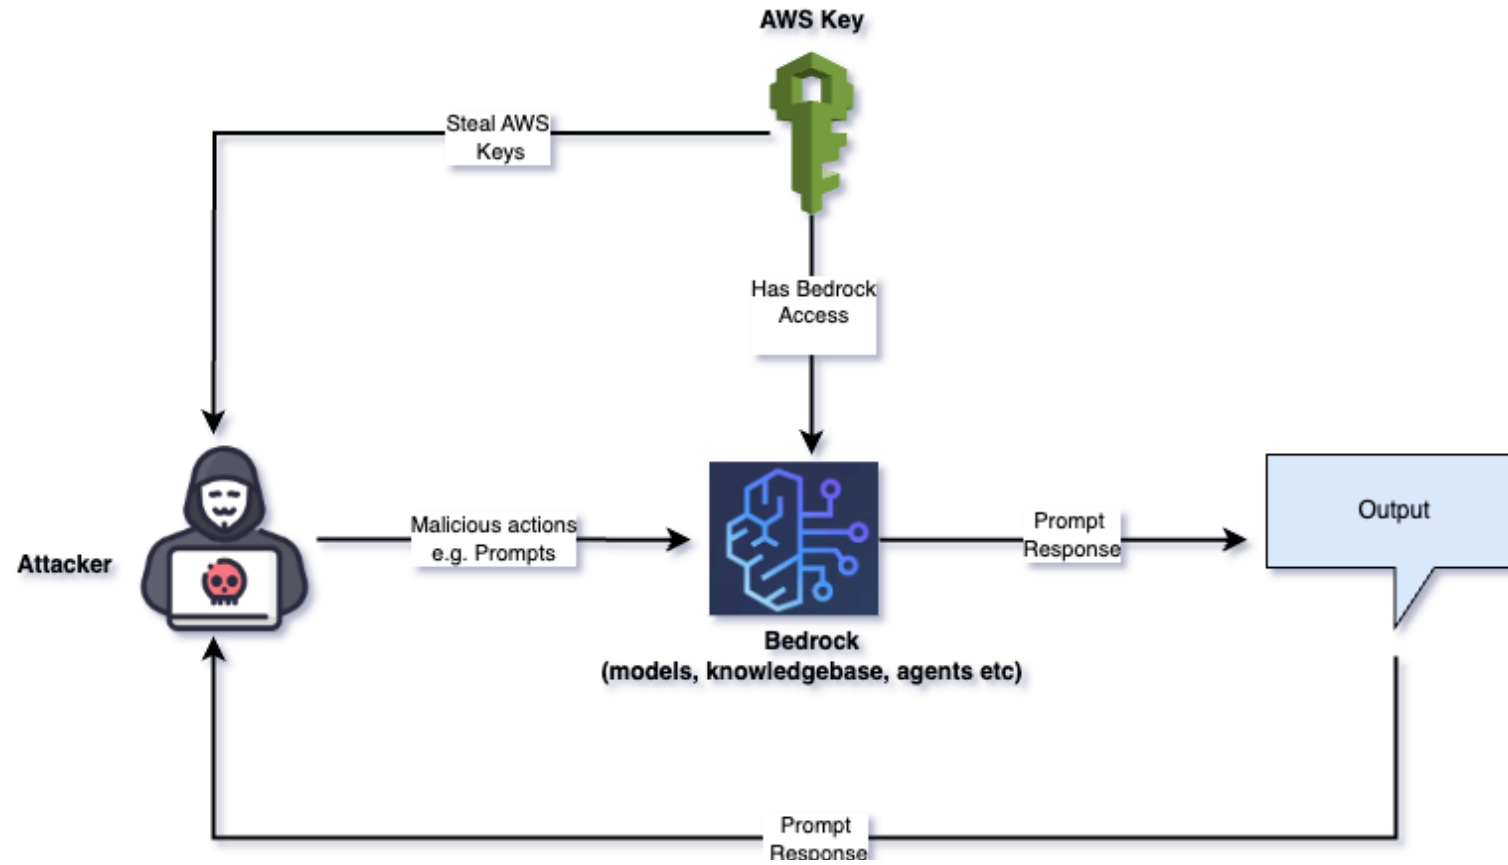 AWS Key
Steal AWS
Keys
Has Bedrock
Access
Attacker
Malicious actions
e.g. Prompts
Prompt
Response
Output
Bedrock
(models, knowledgebase, agents etc)
Prompt
Response